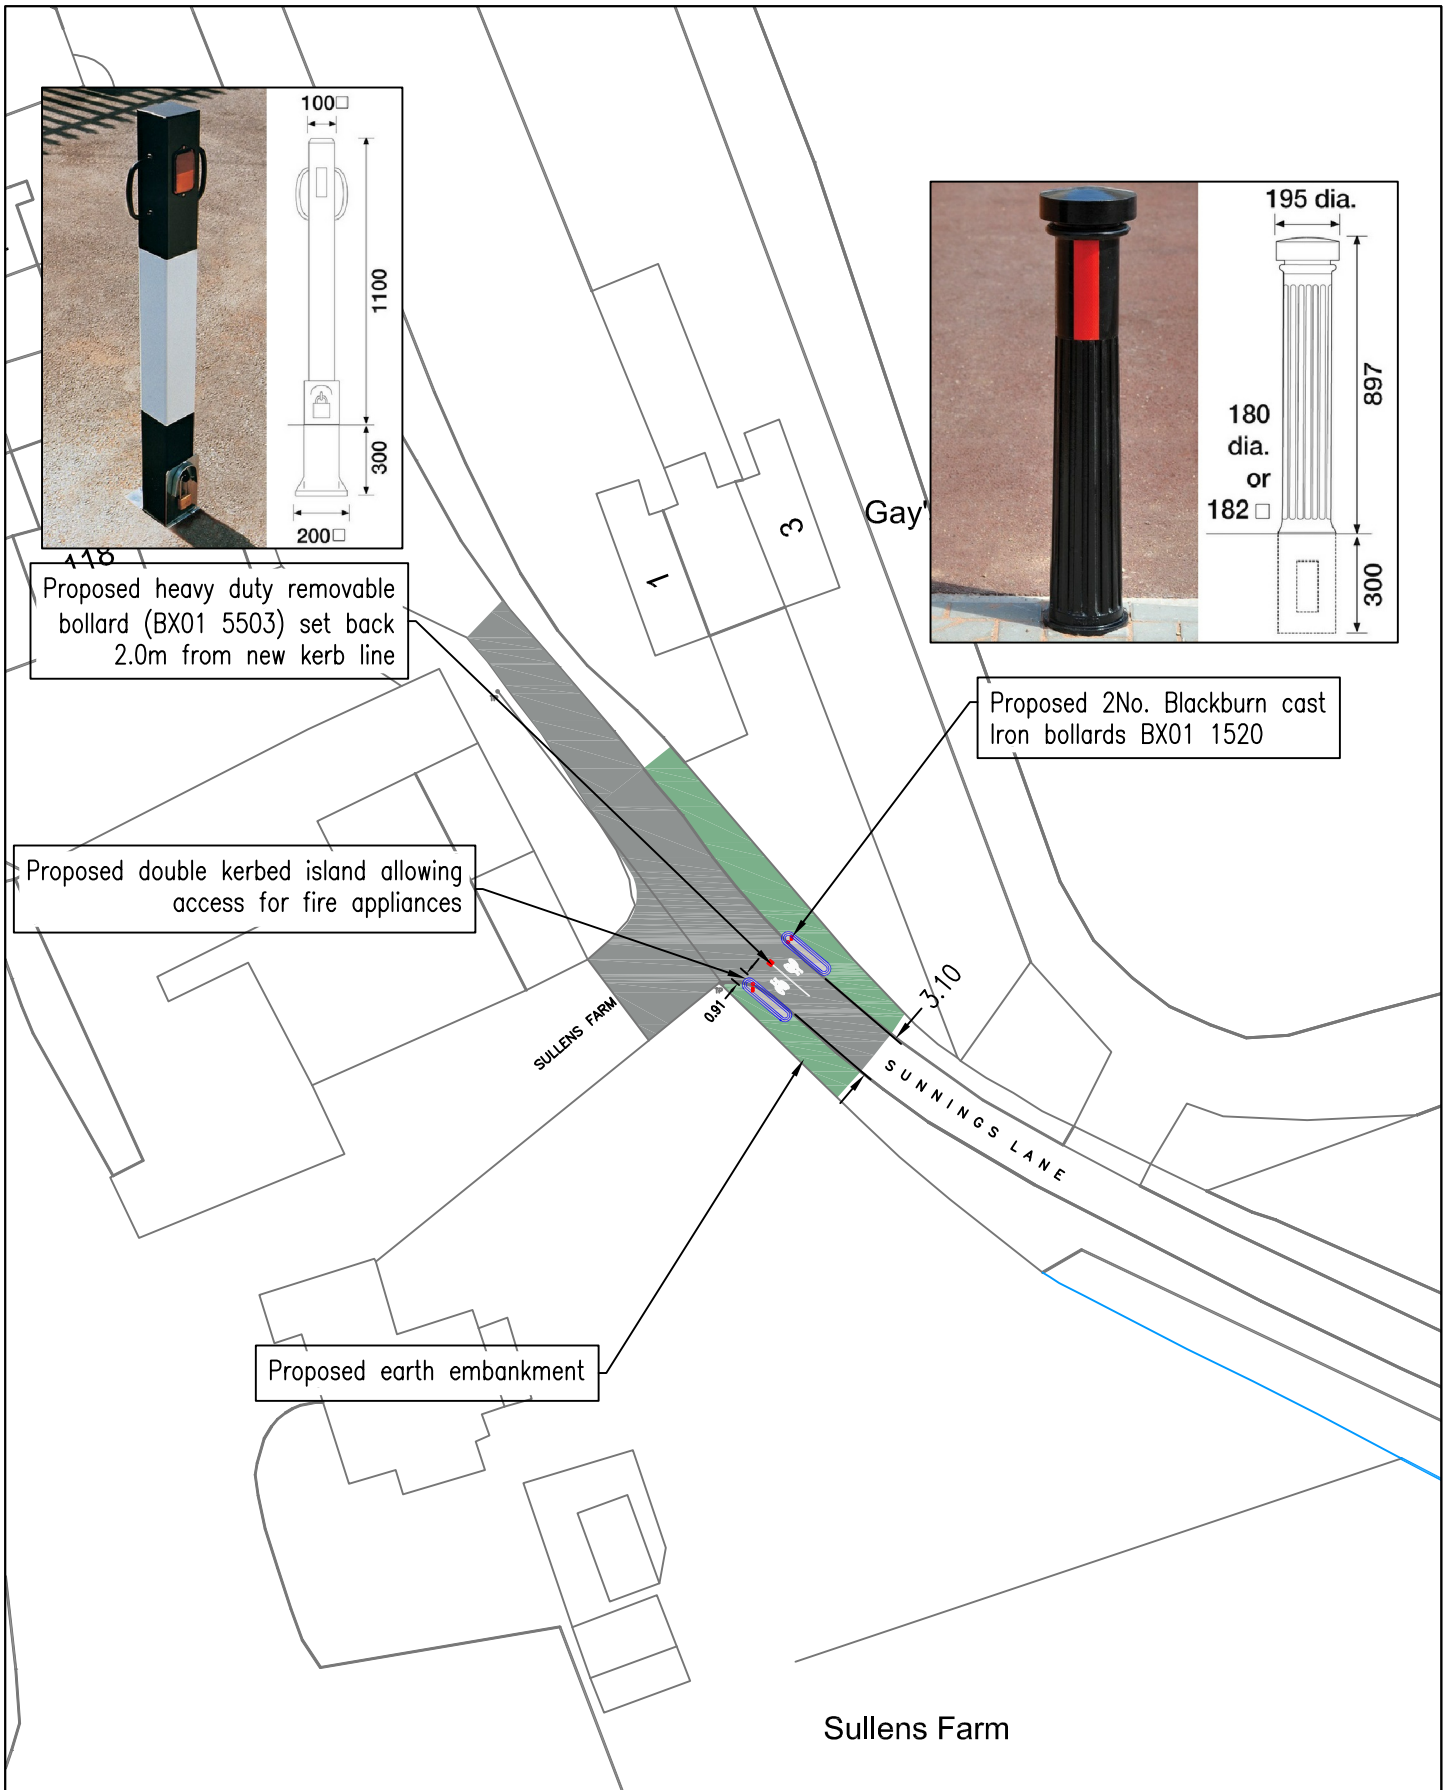 100□
1100
300
200□
195 dia.
897
180
dia.
or
182 □
300
118
Gay'
1
3
Proposed heavy duty removable
bollard (BX01 5503) set back
2.0m from new kerb line
Proposed 2No. Blackburn cast
Iron bollards BX01 1520
Proposed double kerbed island allowing
access for fire appliances
TP
TP
0.91
3.10
SULLENS FARM
SUNNINGS LANE
Proposed earth embankment
Sullens Farm